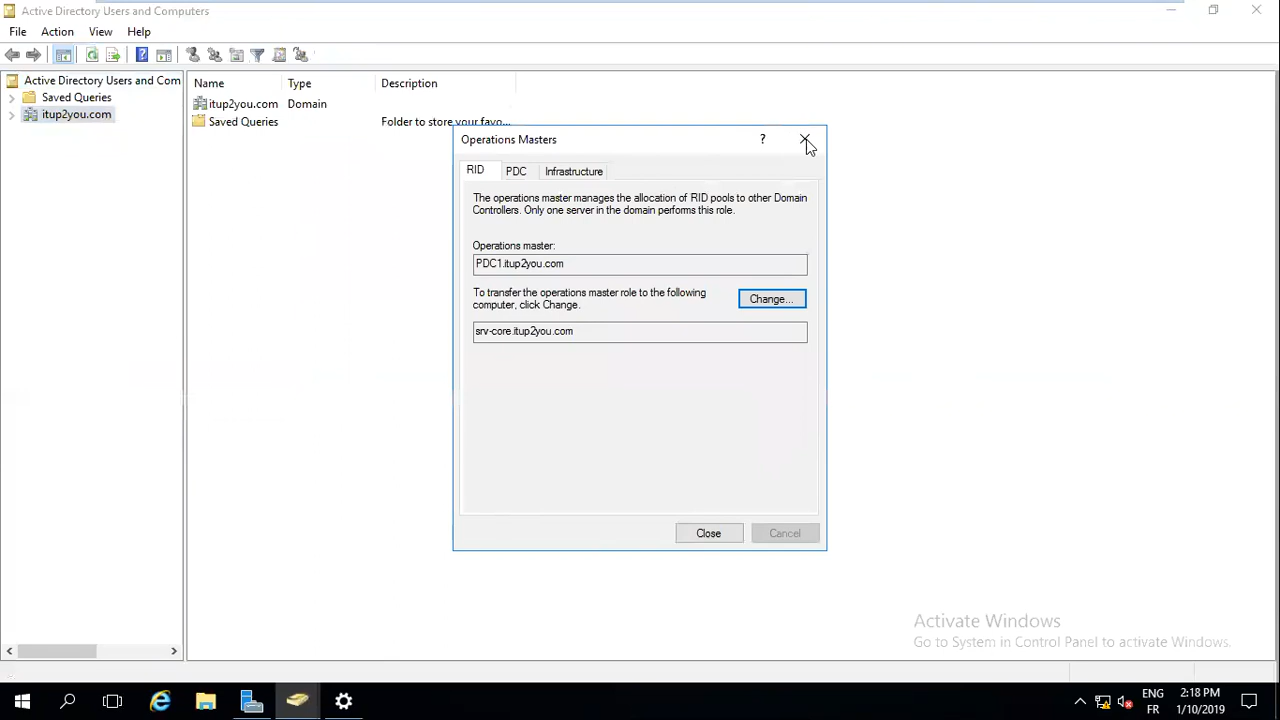 Active Directory Users and Computers
File Action View Help
Active Directory Users and Com
Saved Queries
itup2you.com
Name Type Description
itup2you.com Domain
Saved Queries Folder to store your favo...
Operations Masters ?
RID PDC Infrastructure
The operations master manages the allocation of RID pools to other Domain
Controllers. Only one server in the domain performs this role.
Operations master:
PDC1.itup2you.com
To transfer the operations master role to the following
computer, click Change.
Change...
srv-core.itup2you.com
Close Cancel
Activate Windows
Go to System in Control Panel to activate Windows.
ENG
FR
2:18 PM
1/10/2019